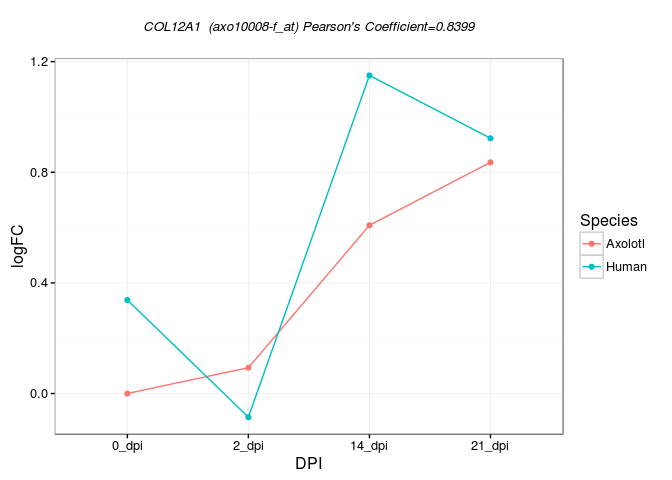 COL12A1 (axo10008-f_at) Pearson's Coefficient=0.8399
1.2
0.8
0.4
0.0
logFC
0_dpi 2_dpi 14_dpi 21_dpi
DPI
Species
Axolotl
Human